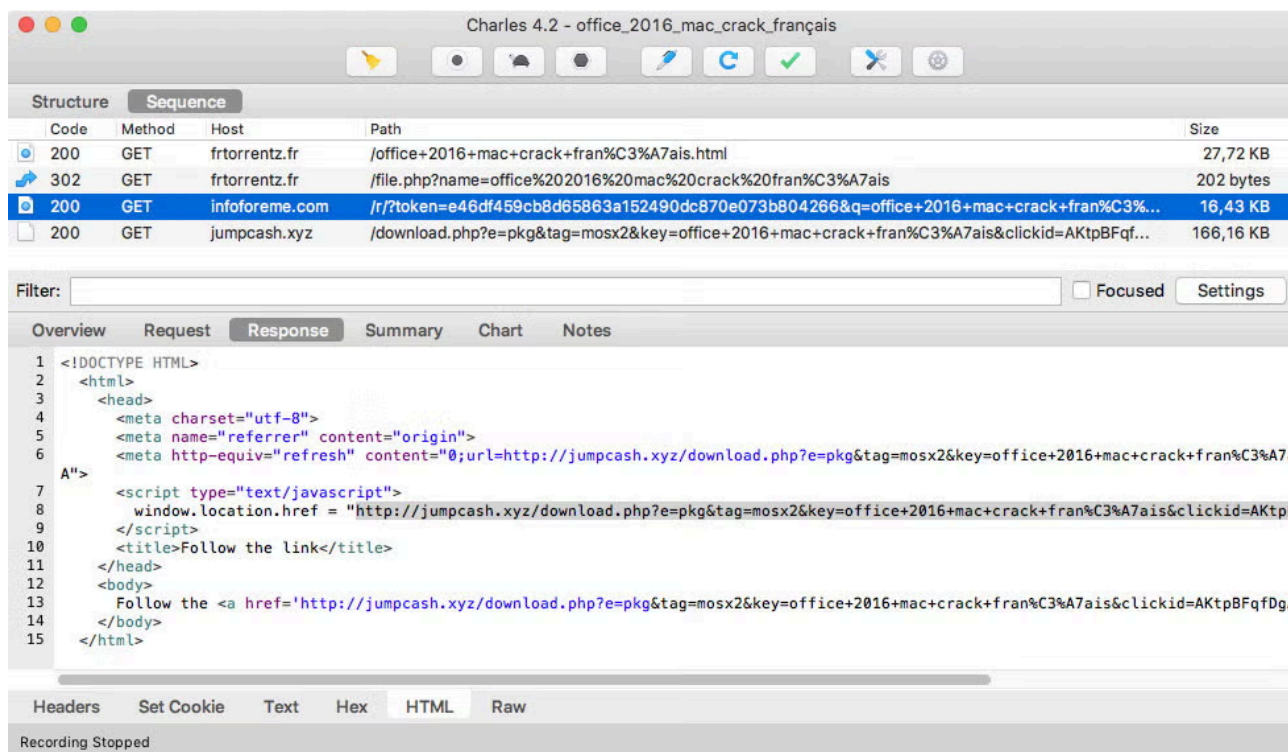 Charles 4.2 - office_2016_mac_crack_français
Structure Sequence
Code Method Host Path Size
200 GET frtorrentz.fr /office+2016+mac+crack+fran%C3%A7ais.html 27,72 KB
302 GET frtorrentz.fr /file.php?name=office%202016%20mac%20crack%20fran%C3%A7ais 202 bytes
200 GET infoforeme.com /r/?token=e46df459cb8d65863a152490dc870e073b804266&q=office+2016+mac+crack+fran%C3%... 16,43 KB
200 GET jumpcash.xyz /download.php?e=pkg&tag=mosx2&key=office+2016+mac+crack+fran%C3%A7ais&clickid=AKtpBFqf... 166,16 KB
Filter: Focused Settings
Overview Request Response Summary Chart Notes
1 <!DOCTYPE HTML>
2 <html>
3 <head>
4 <meta charset="utf-8">
5 <meta name="referrer" content="origin">
6 <meta http-equiv="refresh" content="0;url=http://jumpcash.xyz/download.php?e=pkg&tag=mosx2&key=office+2016+mac+crack+fran%C3%A7
A">
7 <script type="text/javascript">
8 window.location.href = "http://jumpcash.xyz/download.php?e=pkg&tag=mosx2&key=office+2016+mac+crack+fran%C3%A7ais&clickid=AKtp
9 </script>
10 <title>Follow the link</title>
11 </head>
12 <body>
13 Follow the <a href='http://jumpcash.xyz/download.php?e=pkg&tag=mosx2&key=office+2016+mac+crack+fran%C3%A7ais&clickid=AKtpBFqfDg
14 </body>
15 </html>
Headers Set Cookie Text Hex HTML Raw
Recording Stopped